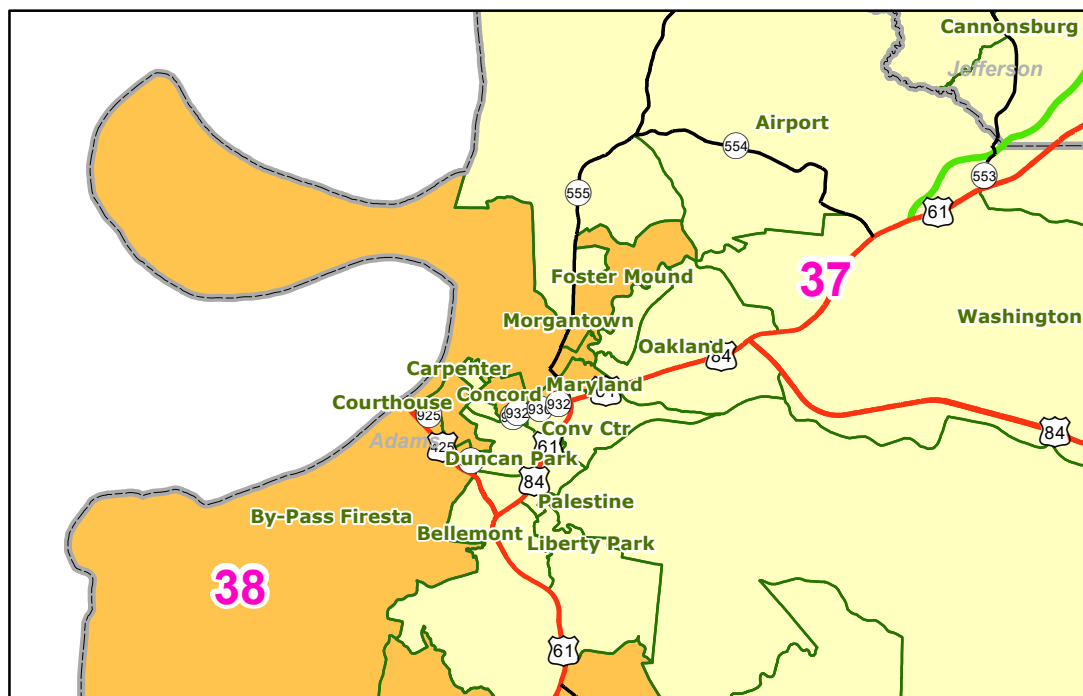 Cannonsburg
Jefferson
Airport
554
553
555
61
37
Foster Mound
Washington
Morgantown
Oakland
84
Carpenter
Maryland
Concord
Courthouse
925
932
930
932
Conv Ctr
Adams
425
61
Duncan Park
84
Palestine
By-Pass Firesta
Bellemont
Liberty Park
84
38
61